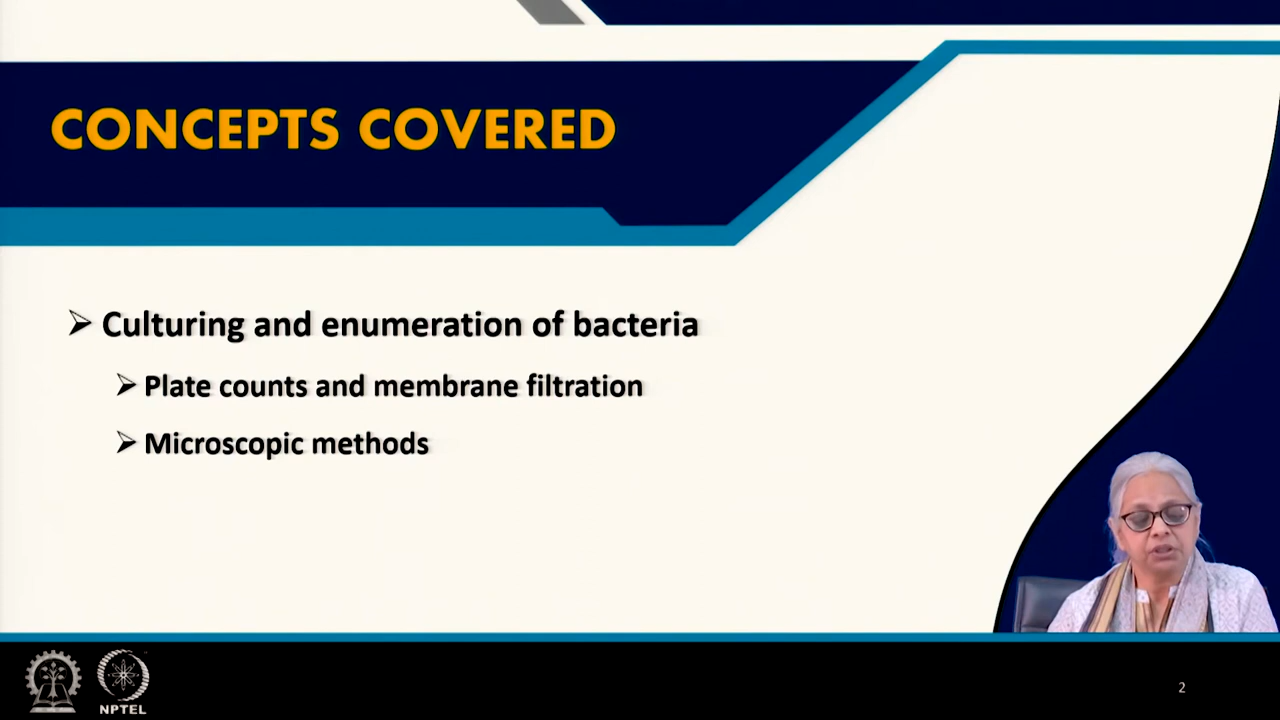 CONCEPTS COVERED
➢ Culturing and enumeration of bacteria
➢ Plate counts and membrane filtration
➢ Microscopic methods
NPTEL
2